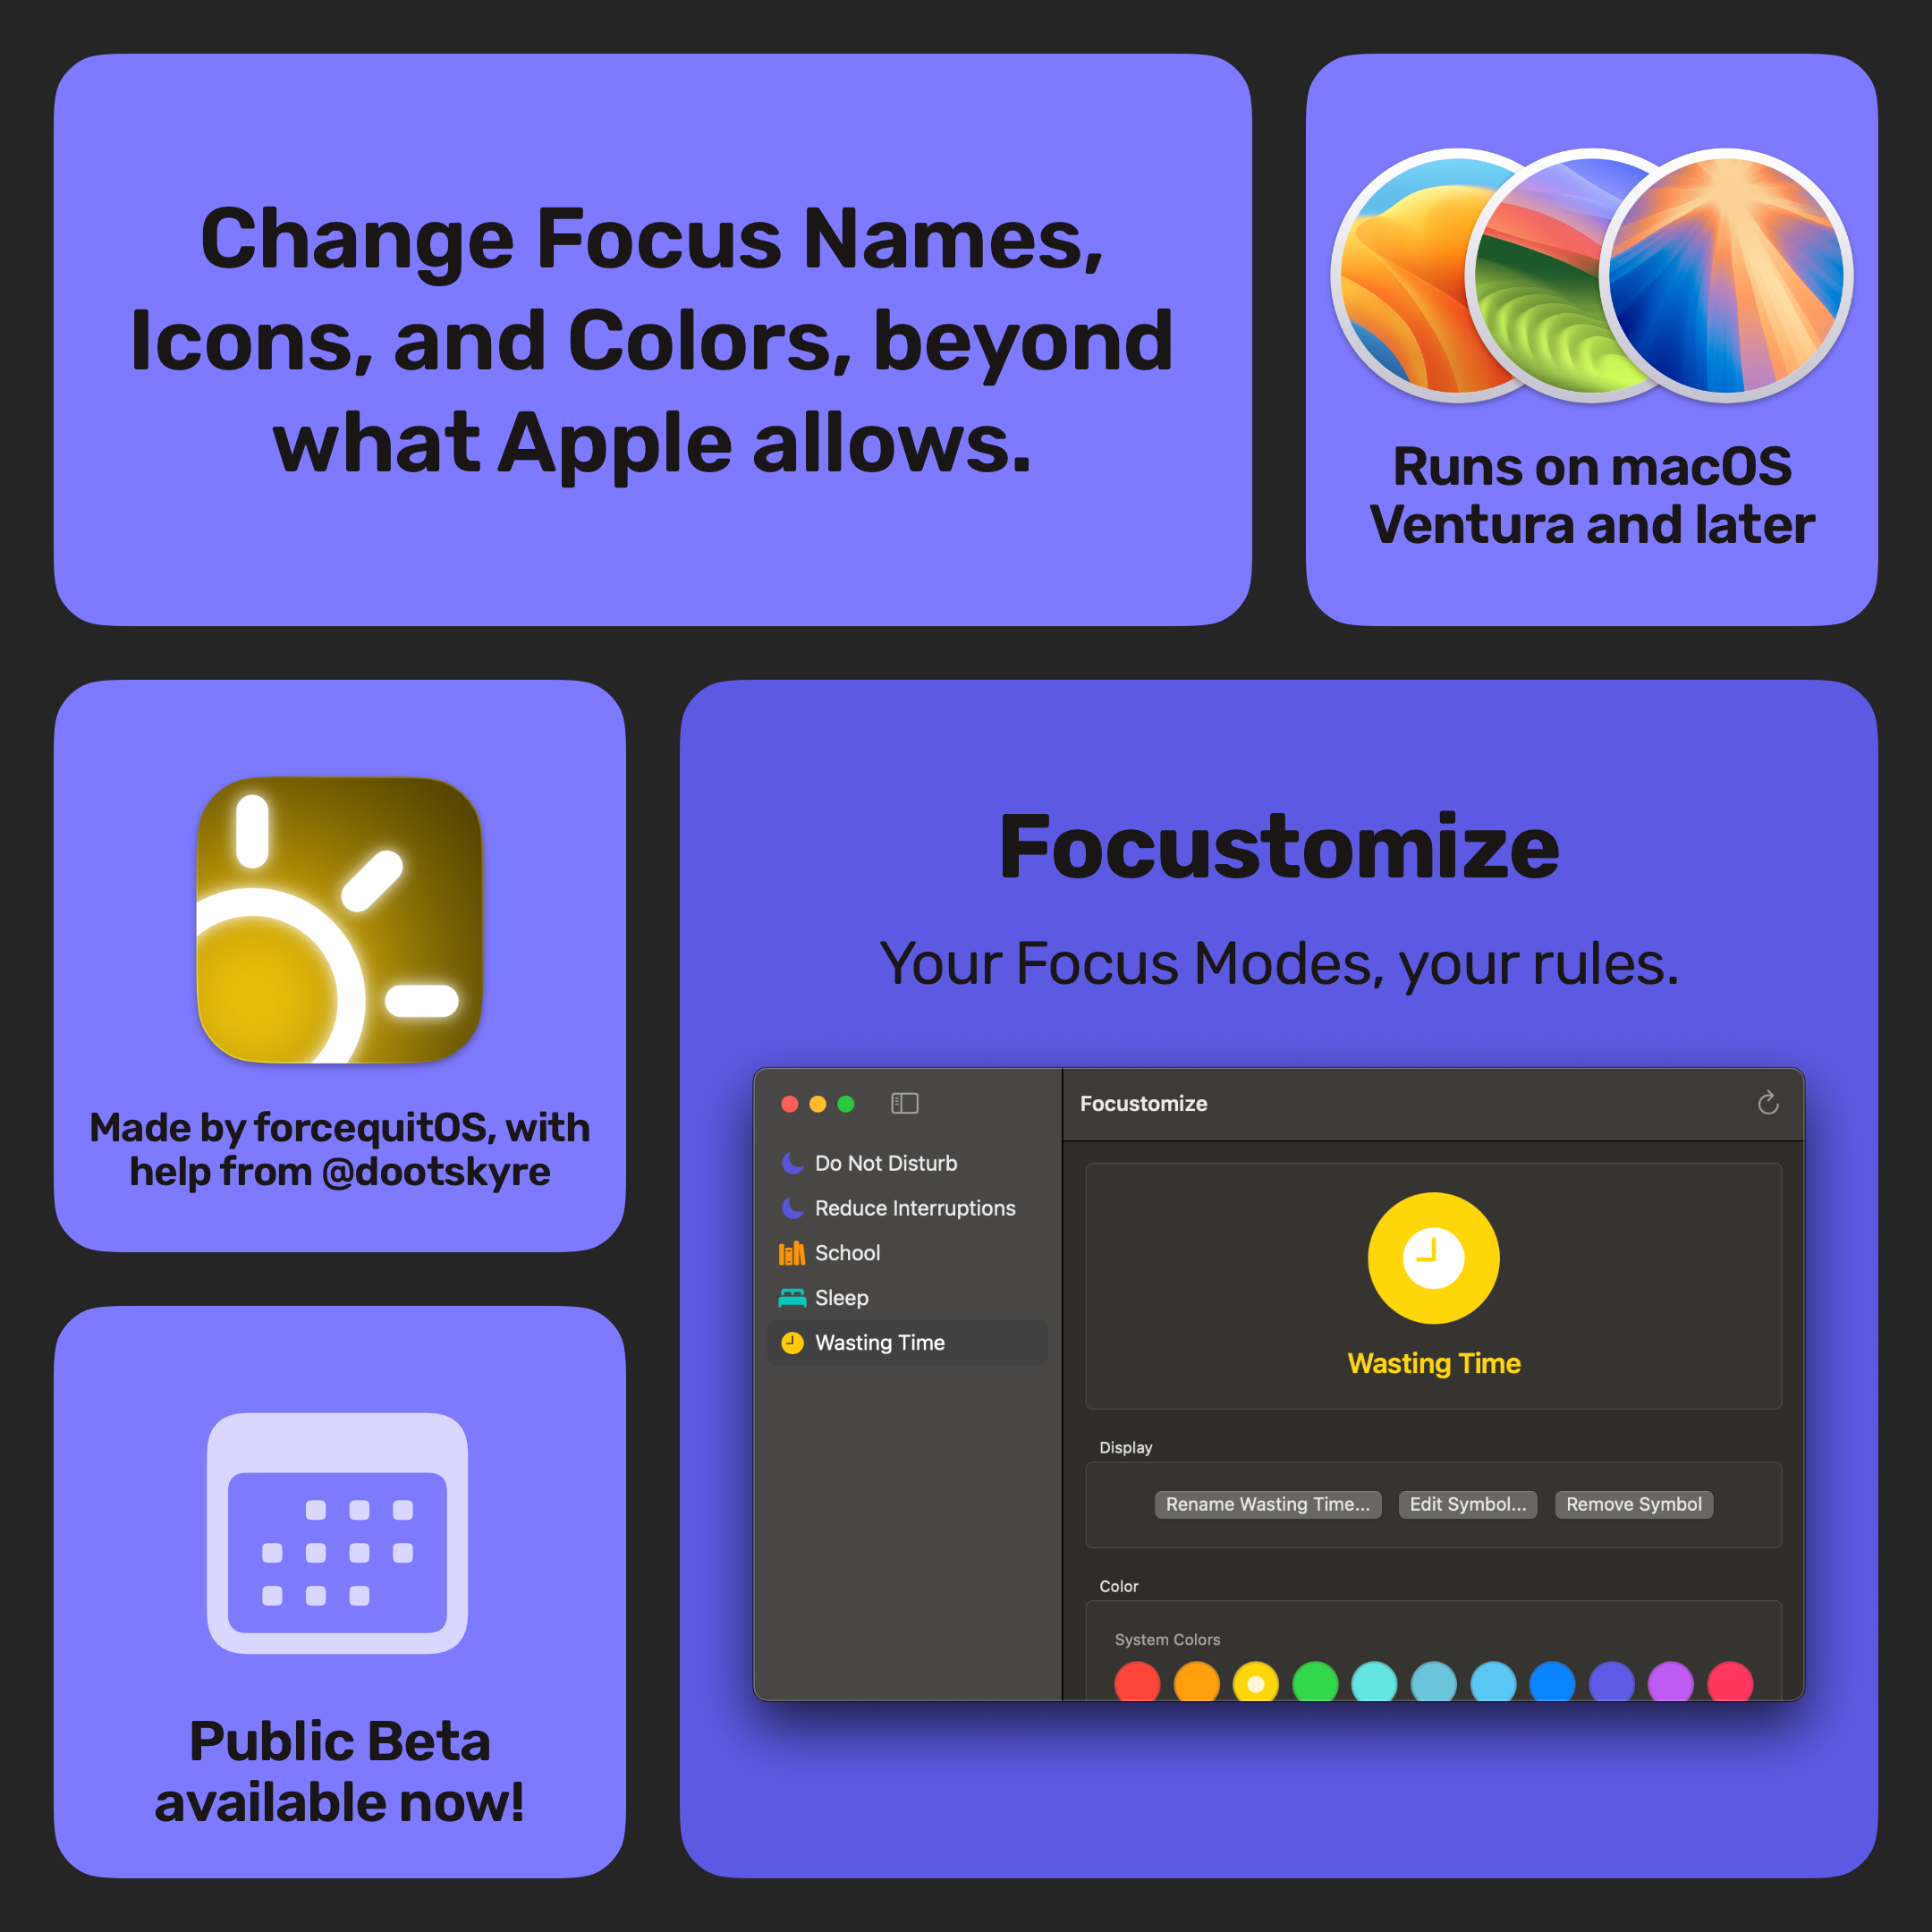 Change Focus Names,
Icons, and Colors, beyond
what Apple allows.
Runs on macOS
Ventura and later
Made by forcequitOS, with
help from @dootskyre
Focustomize
Your Focus Modes, your rules.
Focustomize
Do Not Disturb
Reduce Interruptions
School
Sleep
Wasting Time
Wasting Time
Display
Rename Wasting Time... Edit Symbol... Remove Symbol
Color
System Colors
Public Beta
available now!